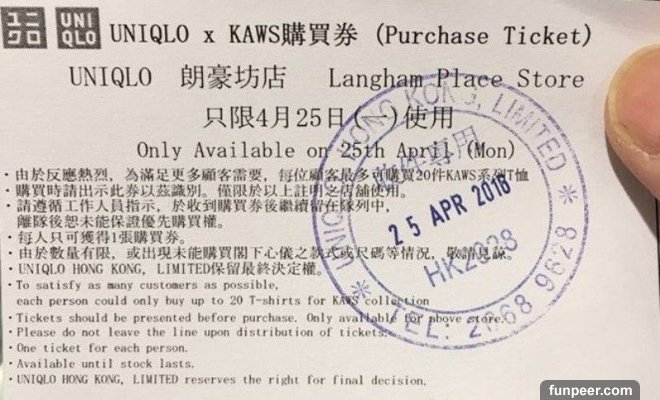 ユニ
クロ
UNI
QLO
UNIQLO x KAWS購買券 (Purchase Ticket)
UNIQLO 朗豪坊店 Langham Place Store
只限4月25日(一)使用
Only Available on 25th April (Mon)
・由於反應熱烈，為滿足更多顧客需要，每位顧客最多可購買20件KAWS系列T恤
・購買時請出示此券以茲識別。僅限於以上註明之店舖使用。
・請遵循工作人員指示，於收到購買券後繼續留在隊列中，
離隊後恕未能保證優先購買權。
・每人只可獲得1張購買券。
・由於數量有限，或出現未能購買閣下心儀之款式或尺碼等情況，敬請見諒。
・UNIQLO HONG KONG, LIMITED保留最終決定權。
・To satisfy as many customers as possible,
each person could only buy up to 20 T-shirts for KAWS collection
・Tickets should be presented before purchase. Only available for above store.
・Please do not leave the line upon distribution of tickets.
・One ticket for each person.
・Available until stock lasts.
・UNIQLO HONG KONG, LIMITED reserves the right for final decision.
UNIQLO HONG KONG, LIMITED
25 APR 2016
HK2038
TEL: 2868 9628
funpeer.com